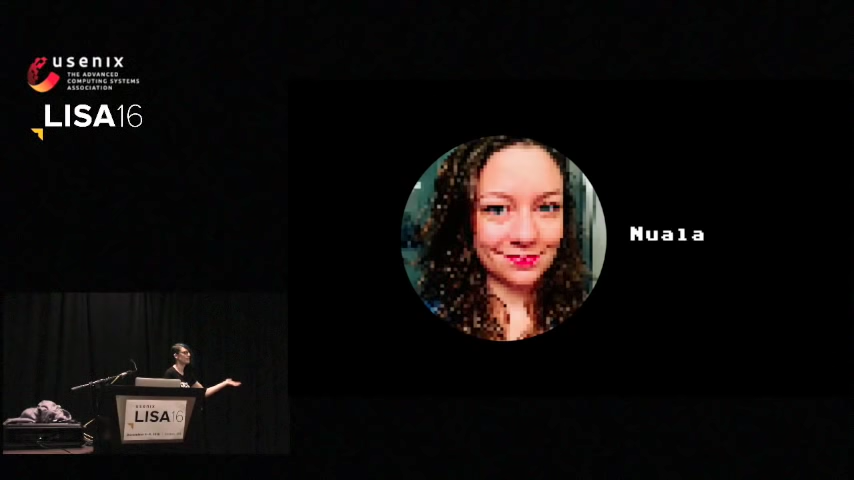 usenix
THE ADVANCED
COMPUTING SYSTEMS
ASSOCIATION
LISA16
Nuala
usenix
LISA16